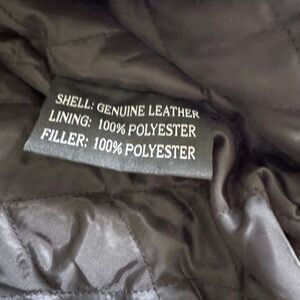 SHELL: GENUINE LEATHER
LINING: 100% POLYESTER
FILLER: 100% POLYESTER